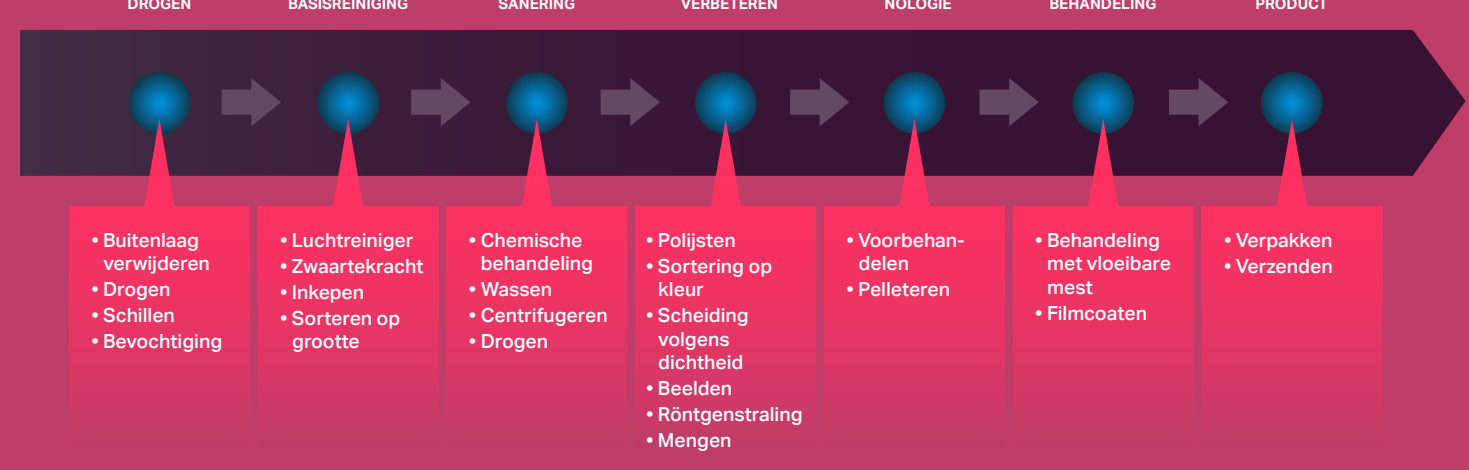 DROGEN
BASISREINIGING
SANERING
VERBETEREN
NOLOGIE
BEHANDELING
PRODUCT
• Buitenlaag
verwijderen
• Drogen
• Schillen
• Bevochtiging
• Luchtreiniger
• Zwaartekracht
• Inkepen
• Sorteren op
grootte
• Chemische
behandeling
• Wassen
• Centrifugeren
• Drogen
• Polijsten
• Sortering op
kleur
• Scheiding
volgens
dichtheid
• Beelden
• Röntgenstraling
• Mengen
• Voorbehan-
delen
• Pelleteren
• Behandeling
met vloeibare
mest
• Filmcoaten
• Verpakken
• Verzenden